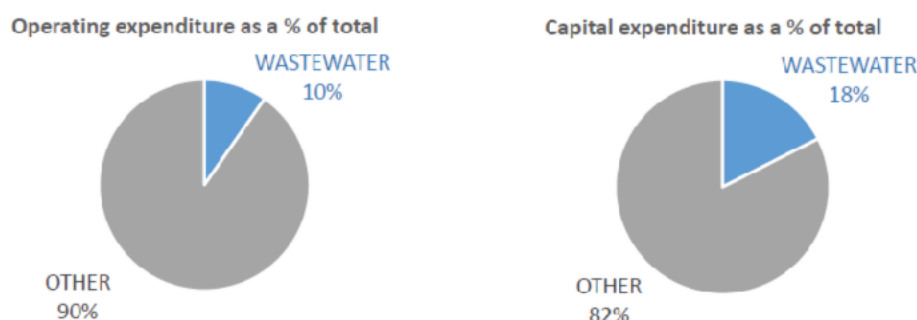 Operating expenditure as a % of total
WASTEWATER
10%
OTHER
90%
Capital expenditure as a % of total
WASTEWATER
18%
OTHER
82%